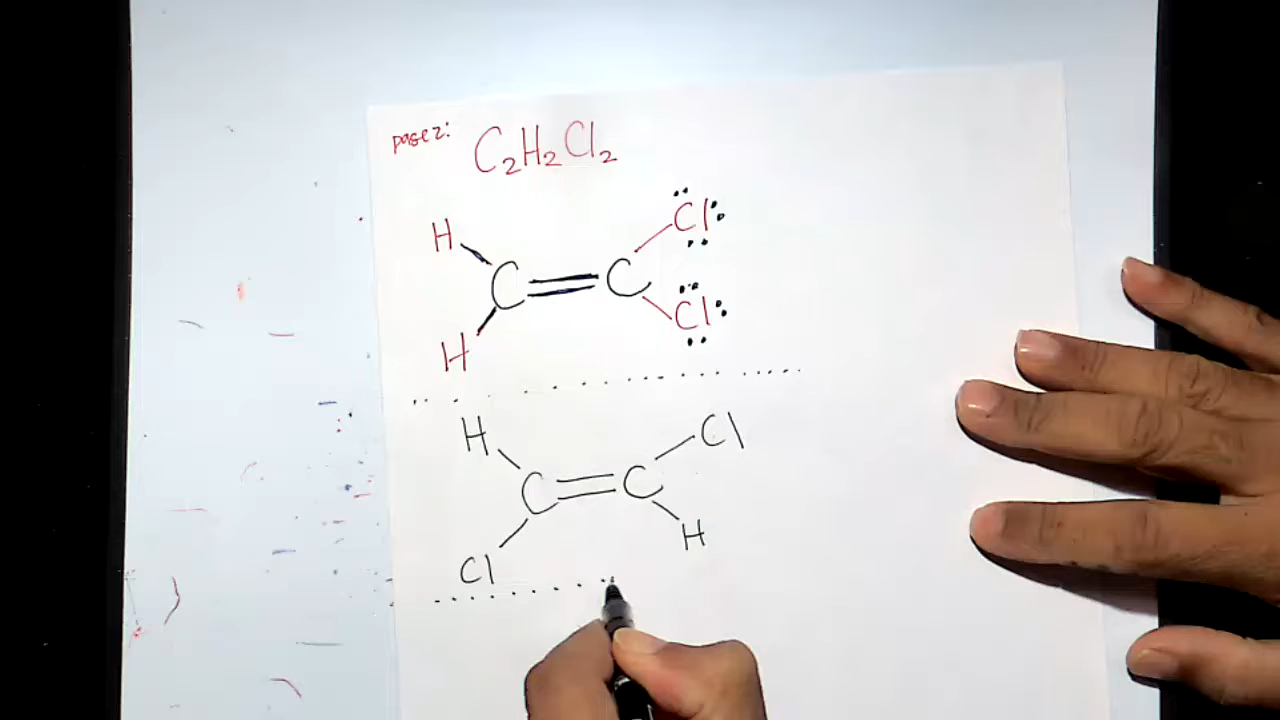 page 2:
C₂H₂Cl₂
H Cl
C = C
H Cl
H Cl
C = C
Cl H